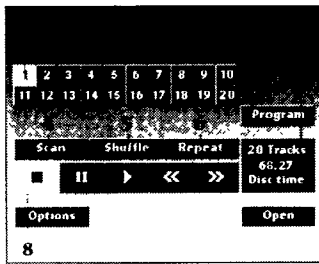 1 2 3 4 5 6 7 8 9 10
11 12 13 14 15 16 17 18 19 20
Program
Scan Shuffle Repeat
20 Tracks
68.27
Disc time
Options Open
8